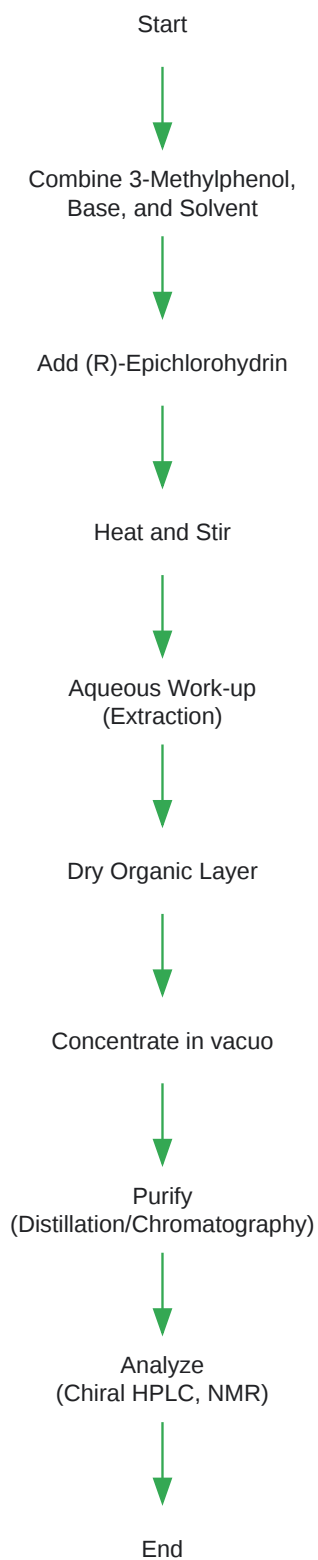 Start
Combine 3-Methylphenol,
Base, and Solvent
Add (R)-Epichlorohydrin
Heat and Stir
Aqueous Work-up
(Extraction)
Dry Organic Layer
Concentrate in vacuo
Purify
(Distillation/Chromatography)
Analyze
(Chiral HPLC, NMR)
End